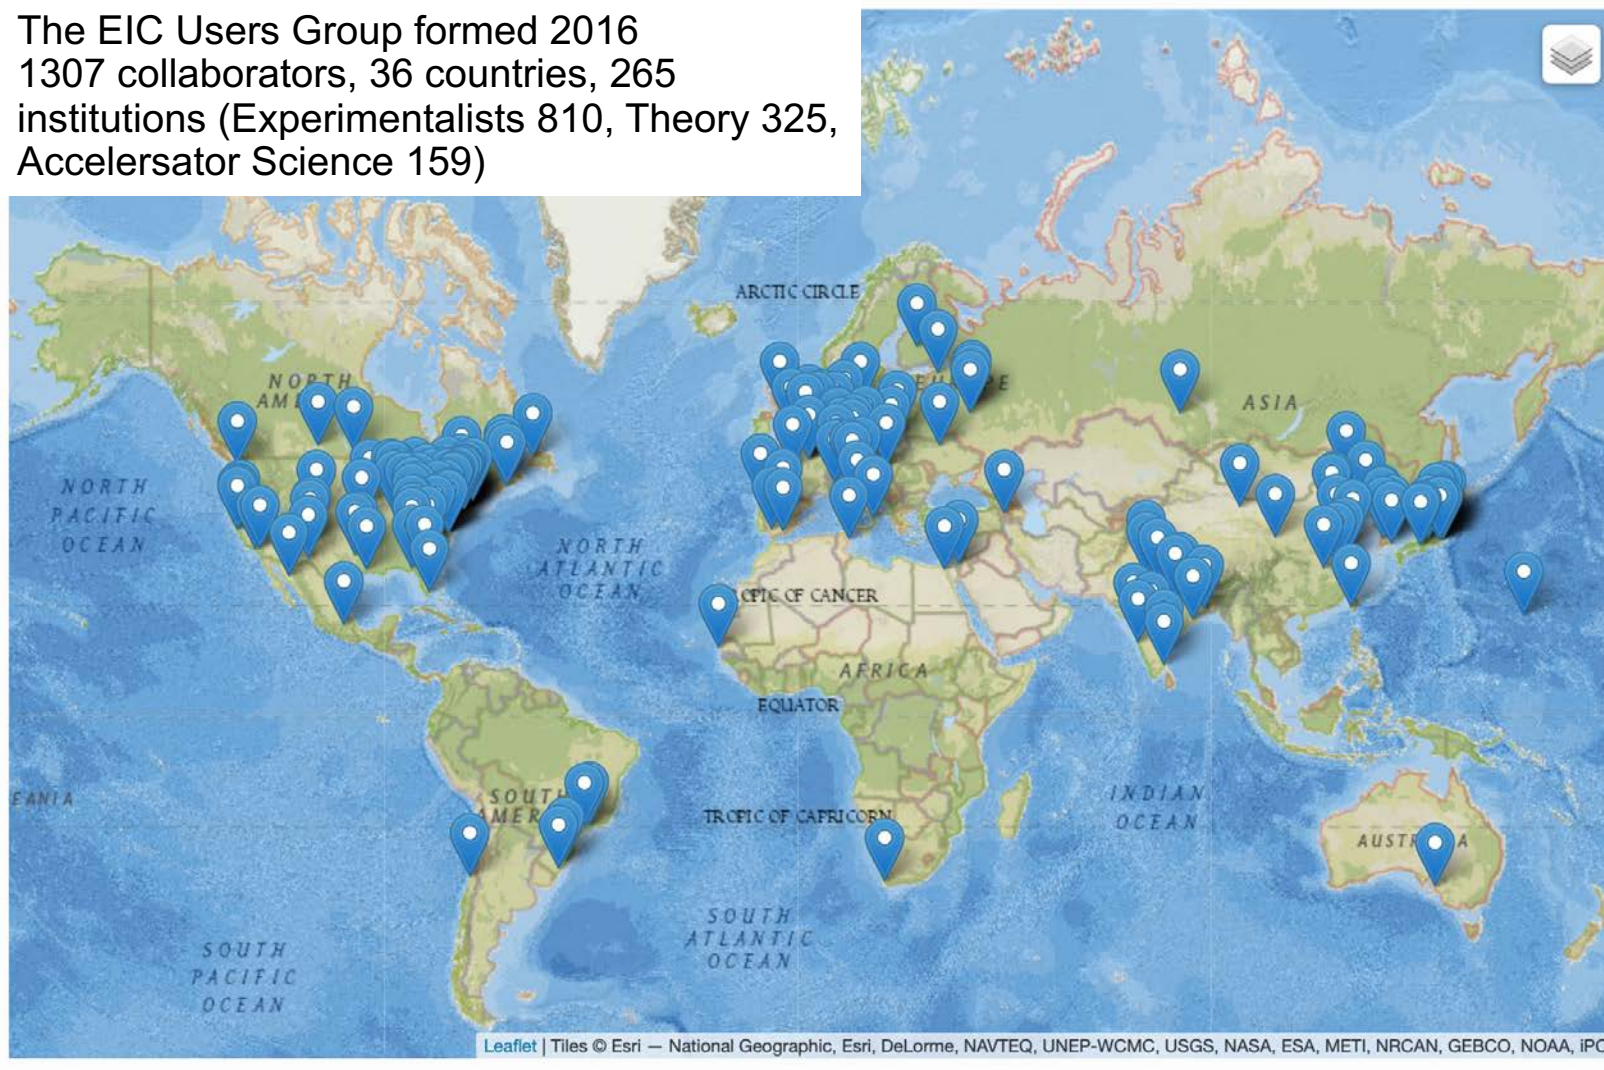 The EIC Users Group formed 2016
1307 collaborators, 36 countries, 265
institutions (Experimentalists 810, Theory 325,
Accelersator Science 159)
ARCTIC CIRCLE
NORTH
ASIA
NORTH
PACIFIC
OCEAN
NORTH
ATLANTIC
OCEAN
OPIC OF CANCER
AFRICA
EQUATOR
EANIA
SOUTH
AMER
TROPIC OF CAPRICORN
INDIAN
OCEAN
AUSTR A
SOUTH
ATLANTIC
OCEAN
SOUTH
PACIFIC
OCEAN
Leaflet | Tiles © Esri — National Geographic, Esri, DeLorme, NAVTEQ, UNEP-WCMC, USGS, NASA, ESA, METI, NRCAN, GEBCO, NOAA, iPC